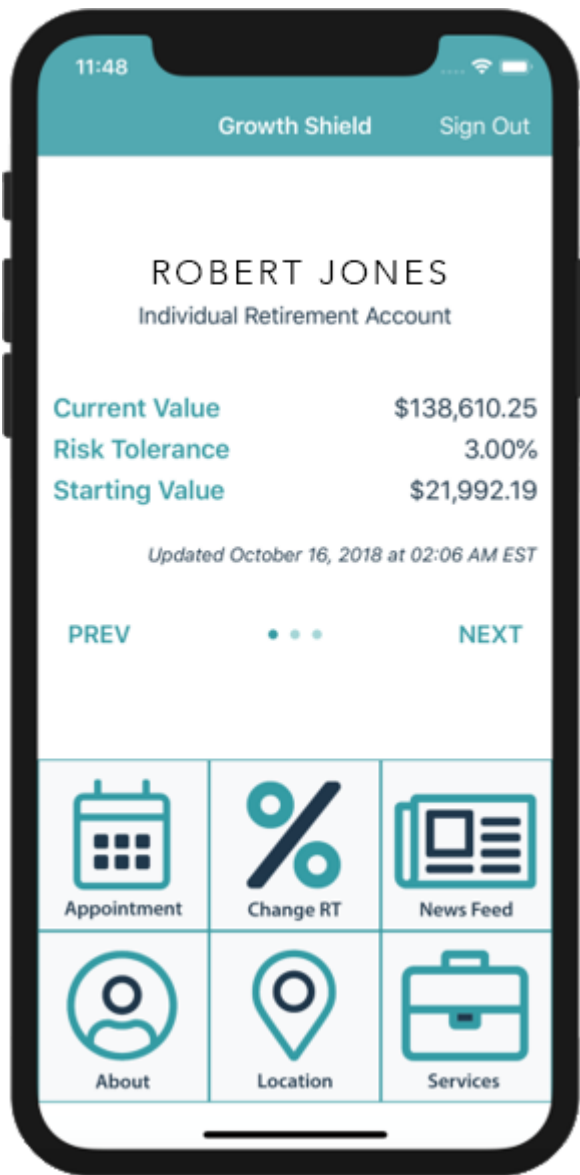 11:48
Growth Shield Sign Out
ROBERT JONES
Individual Retirement Account
Current Value $138,610.25
Risk Tolerance 3.00%
Starting Value $21,992.19
Updated October 16, 2018 at 02:06 AM EST
PREV NEXT
Appointment Change RT News Feed
About Location Services